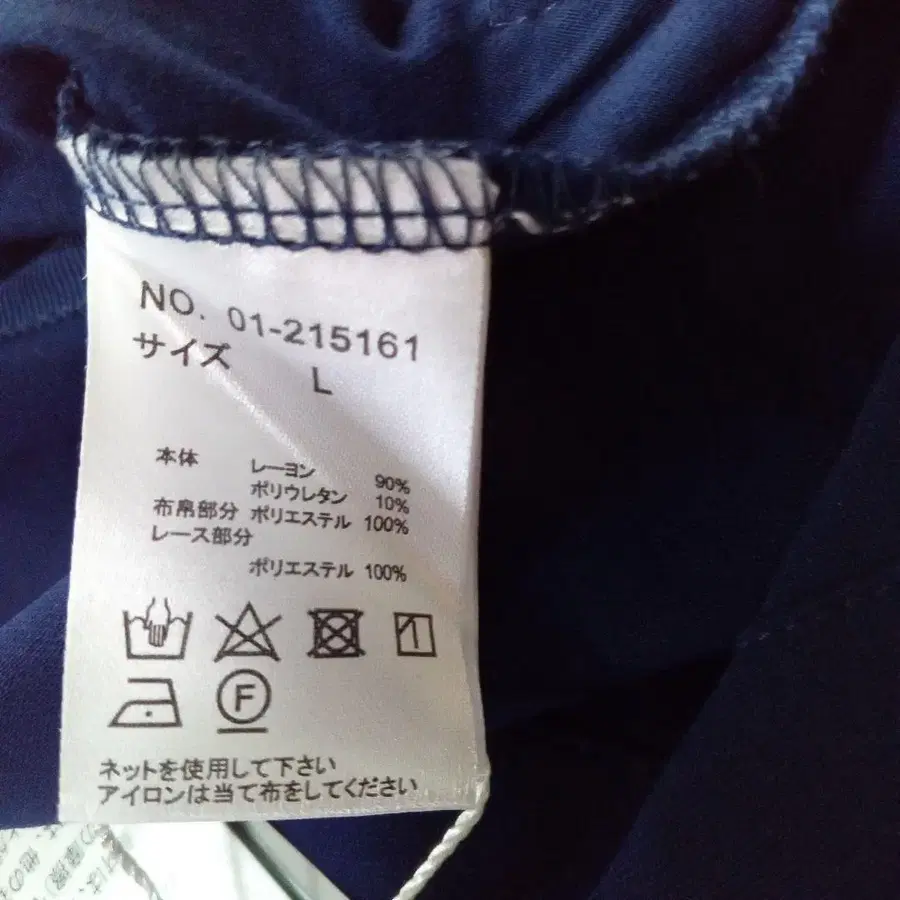 NO. 01-215161
サイズ L
本体 レーヨン 90%
ポリウレタン 10%
布帛部分 ポリエステル 100%
レース部分
ポリエステル 100%
F
ネットを使用して下さい
アイロンは当て布をしてください